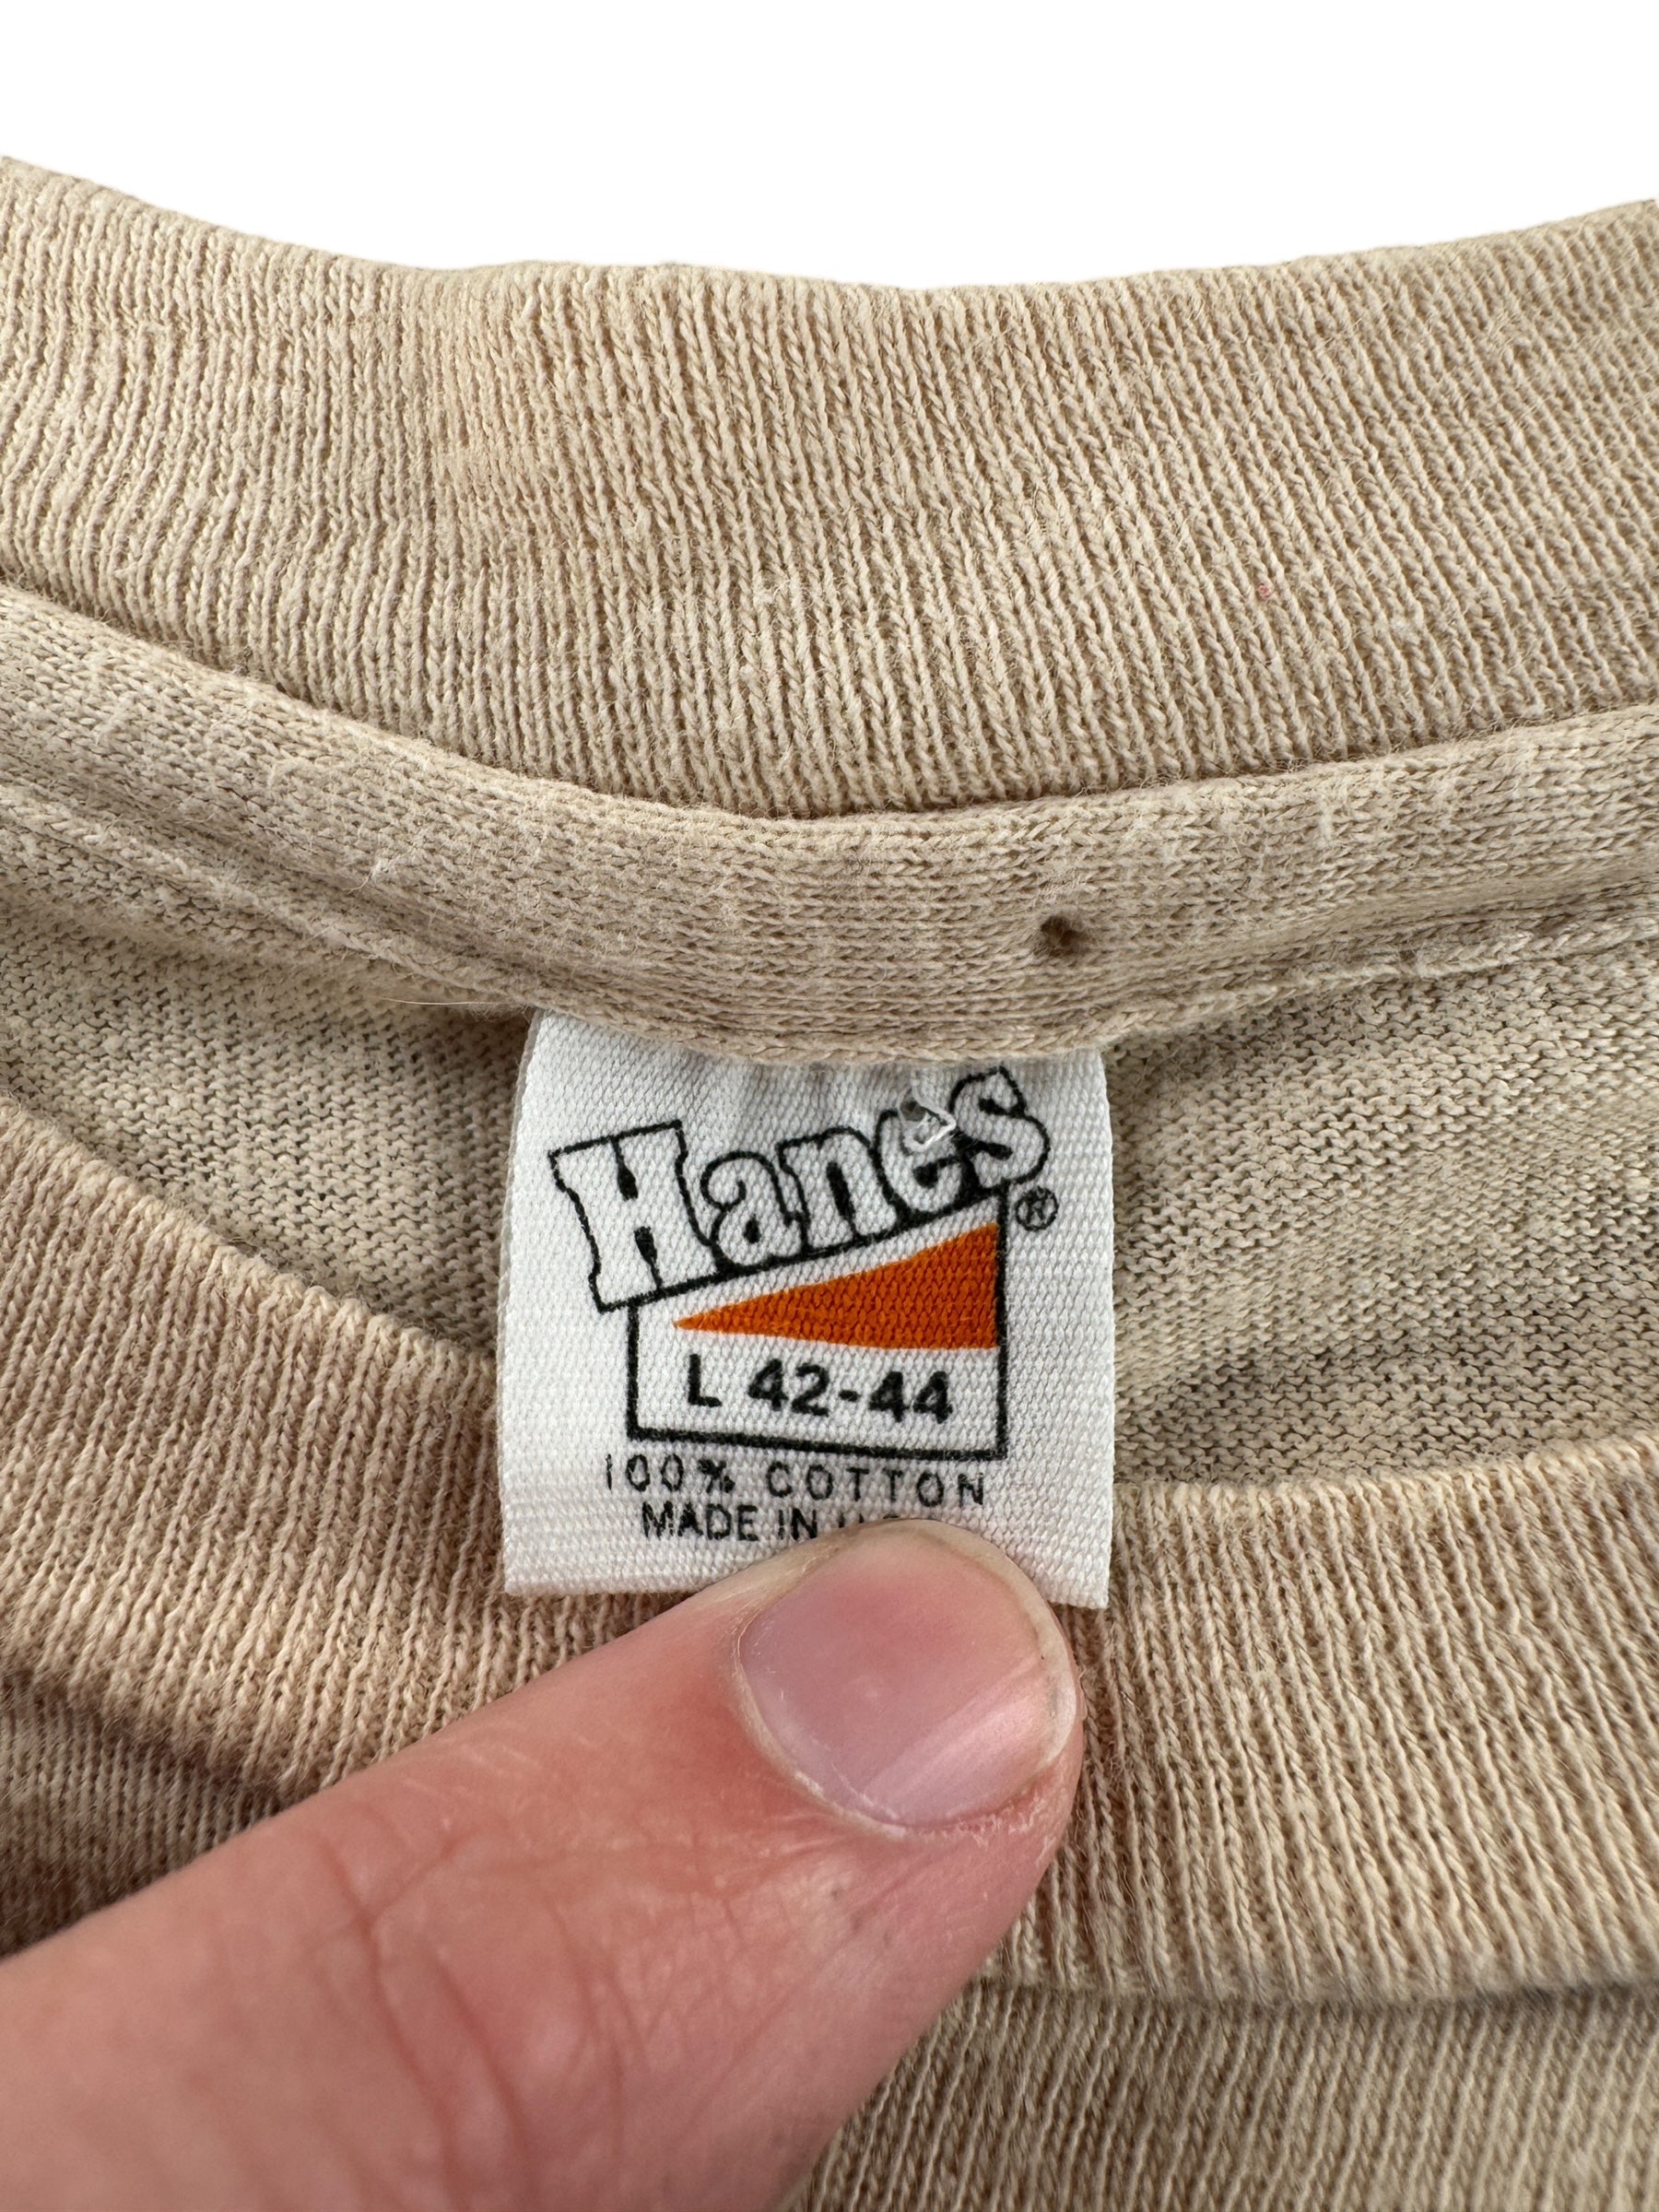 Hanes®
L 42-44
100% COTTON
MADE IN